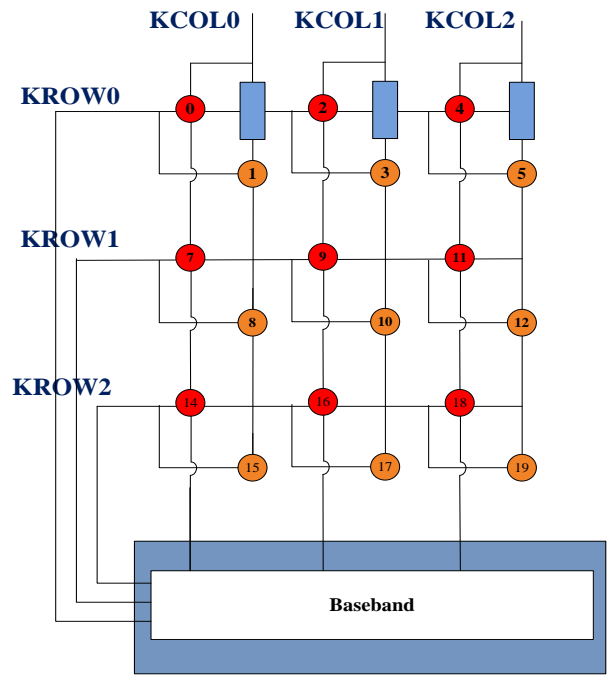 KCOL0 KCOL1 KCOL2
KROW0
0 2 4
1 3 5
KROW1
7 9 11
8 10 12
KROW2
14 16 18
15 17 19
Baseband